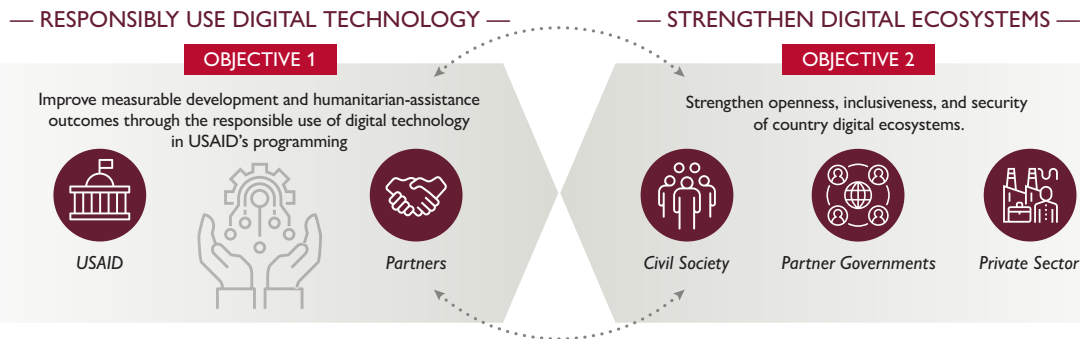 — RESPONSIBLY USE DIGITAL TECHNOLOGY —
OBJECTIVE 1
Improve measurable development and humanitarian-assistance
outcomes through the responsible use of digital technology
in USAID's programming
USAID
Partners
— STRENGTHEN DIGITAL ECOSYSTEMS —
OBJECTIVE 2
Strengthen openness, inclusiveness, and security
of country digital ecosystems.
Civil Society
Partner Governments
Private Sector